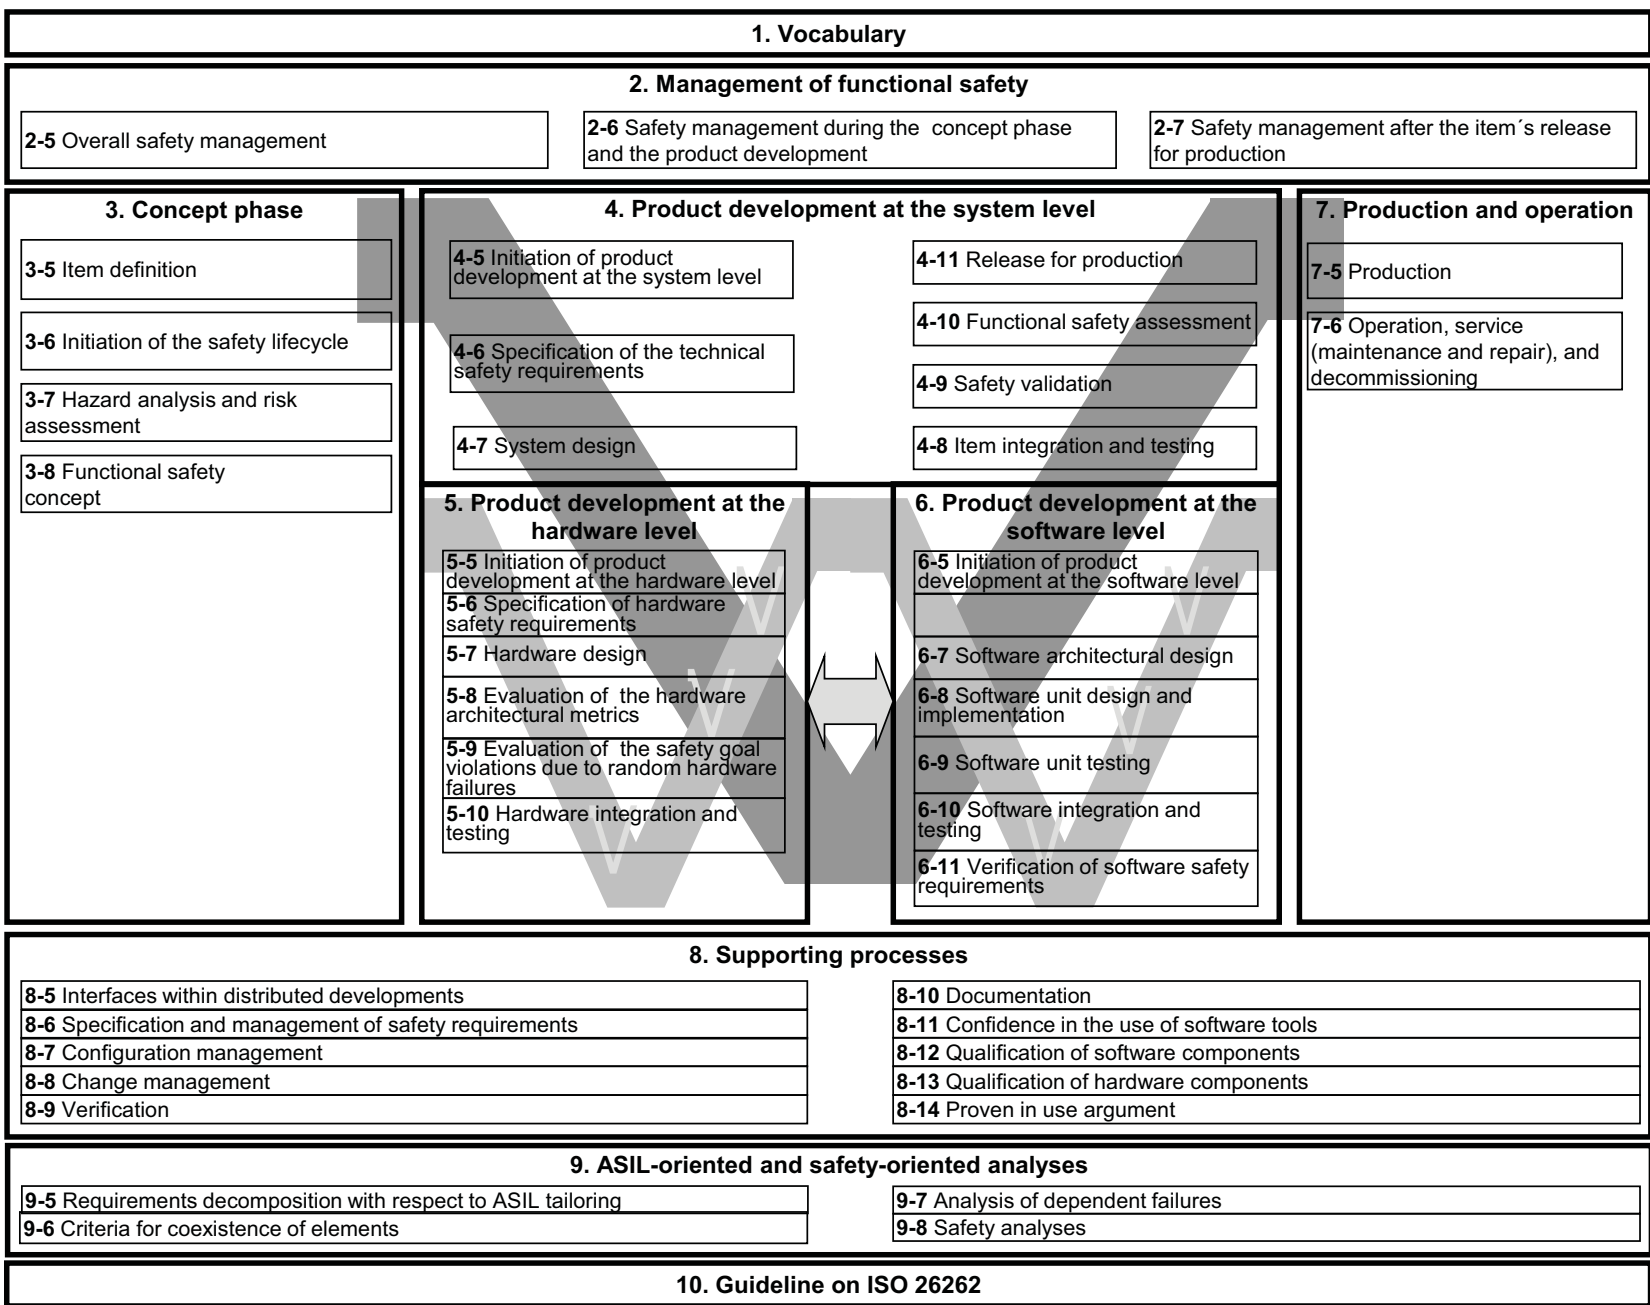 1. Vocabulary
2. Management of functional safety
2-5 Overall safety management
2-6 Safety management during the concept phase
and the product development
2-7 Safety management after the item´s release
for production
3. Concept phase
3-5 Item definition
3-6 Initiation of the safety lifecycle
3-7 Hazard analysis and risk
assessment
3-8 Functional safety
concept
4. Product development at the system level
4-5 Initiation of product
development at the system level
4-6 Specification of the technical
safety requirements
4-7 System design
4-11 Release for production
4-10 Functional safety assessment
4-9 Safety validation
4-8 Item integration and testing
7. Production and operation
7-5 Production
7-6 Operation, service
(maintenance and repair), and
decommissioning
5. Product development at the
hardware level
5-5 Initiation of product
development at the hardware level
5-6 Specification of hardware
safety requirements
5-7 Hardware design
5-8 Evaluation of the hardware
architectural metrics
5-9 Evaluation of the safety goal
violations due to random hardware
failures
5-10 Hardware integration and
testing
6. Product development at the
software level
6-5 Initiation of product
development at the software level
6-7 Software architectural design
6-8 Software unit design and
implementation
6-9 Software unit testing
6-10 Software integration and
testing
6-11 Verification of software safety
requirements
8. Supporting processes
8-5 Interfaces within distributed developments
8-6 Specification and management of safety requirements
8-7 Configuration management
8-8 Change management
8-9 Verification
8-10 Documentation
8-11 Confidence in the use of software tools
8-12 Qualification of software components
8-13 Qualification of hardware components
8-14 Proven in use argument
9. ASIL-oriented and safety-oriented analyses
9-5 Requirements decomposition with respect to ASIL tailoring
9-6 Criteria for coexistence of elements
9-7 Analysis of dependent failures
9-8 Safety analyses
10. Guideline on ISO 26262